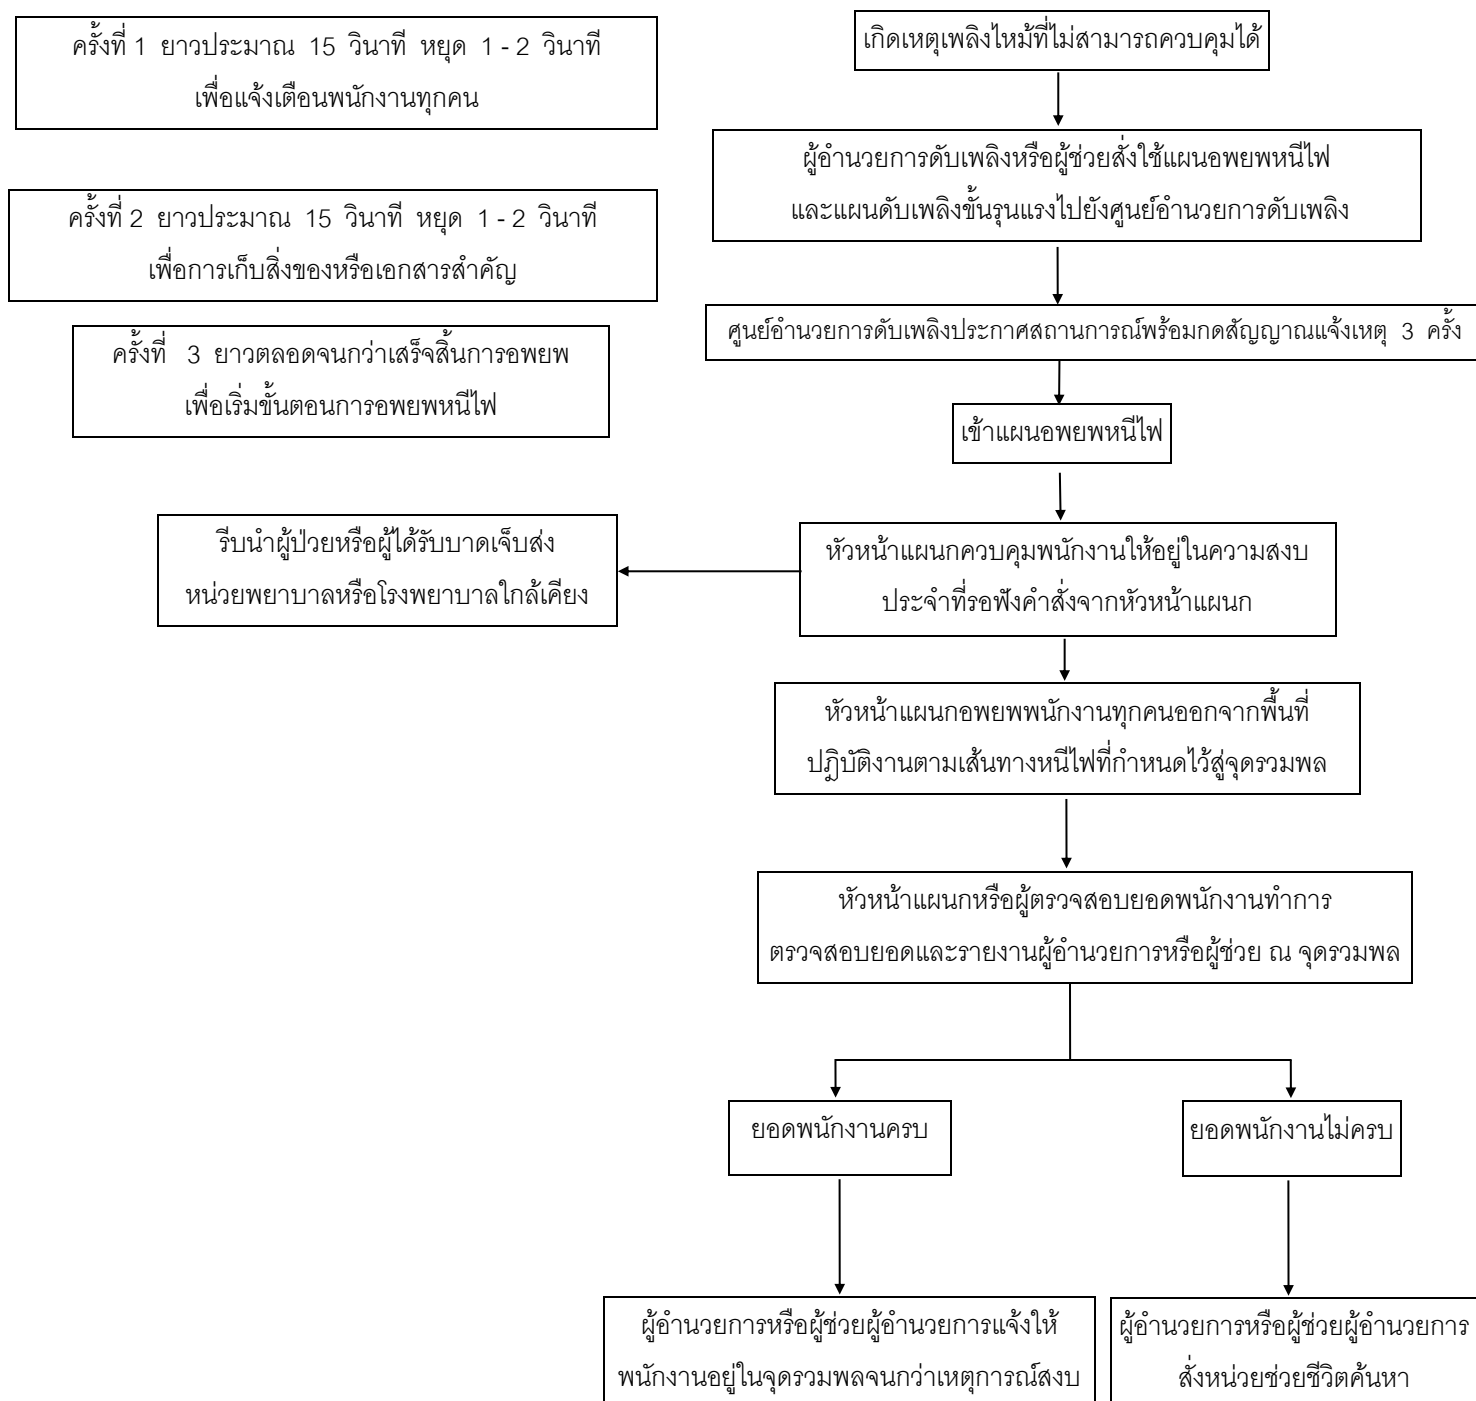 ครั้งที่ 1 ยาวประมาณ 15 วินาที หยุด 1 - 2 วินาที
เพื่อแจ้งเตือนพนักงานทุกคน
ครั้งที่ 2 ยาวประมาณ 15 วินาที หยุด 1 - 2 วินาที
เพื่อการเก็บสิ่งของหรือเอกสารสำคัญ
ครั้งที่ 3 ยาวตลอดจนกว่าเสร็จสิ้นการอพยพ
เพื่อเริ่มขั้นตอนการอพยพหนีไฟ
เกิดเหตุเพลิงไหม้ที่ไม่สามารถควบคุมได้
ผู้อำนวยการดับเพลิงหรือผู้ช่วยสั่งใช้แผนอพยพหนีไฟ
และแผนดับเพลิงขั้นรุนแรงไปยังศูนย์อำนวยการดับเพลิง
ศูนย์อำนวยการดับเพลิงประกาศสถานการณ์พร้อมกดสัญญาณแจ้งเหตุ 3 ครั้ง
เข้าแผนอพยพหนีไฟ
หัวหน้าแผนกควบคุมพนักงานให้อยู่ในความสงบ
ประจำที่รอฟังคำสั่งจากหัวหน้าแผนก
รีบนำผู้ป่วยหรือผู้ได้รับบาดเจ็บส่ง
หน่วยพยาบาลหรือโรงพยาบาลใกล้เคียง
หัวหน้าแผนกอพยพพนักงานทุกคนออกจากพื้นที่
ปฏิบัติงานตามเส้นทางหนีไฟที่กำหนดไว้สู่จุดรวมพล
หัวหน้าแผนกหรือผู้ตรวจสอบยอดพนักงานทำการ
ตรวจสอบยอดและรายงานผู้อำนวยการหรือผู้ช่วย ณ จุดรวมพล
ยอดพนักงานครบ
ยอดพนักงานไม่ครบ
ผู้อำนวยการหรือผู้ช่วยผู้อำนวยการแจ้งให้
พนักงานอยู่ในจุดรวมพลจนกว่าเหตุการณ์สงบ
ผู้อำนวยการหรือผู้ช่วยผู้อำนวยการ
สั่งหน่วยช่วยชีวิตค้นหา